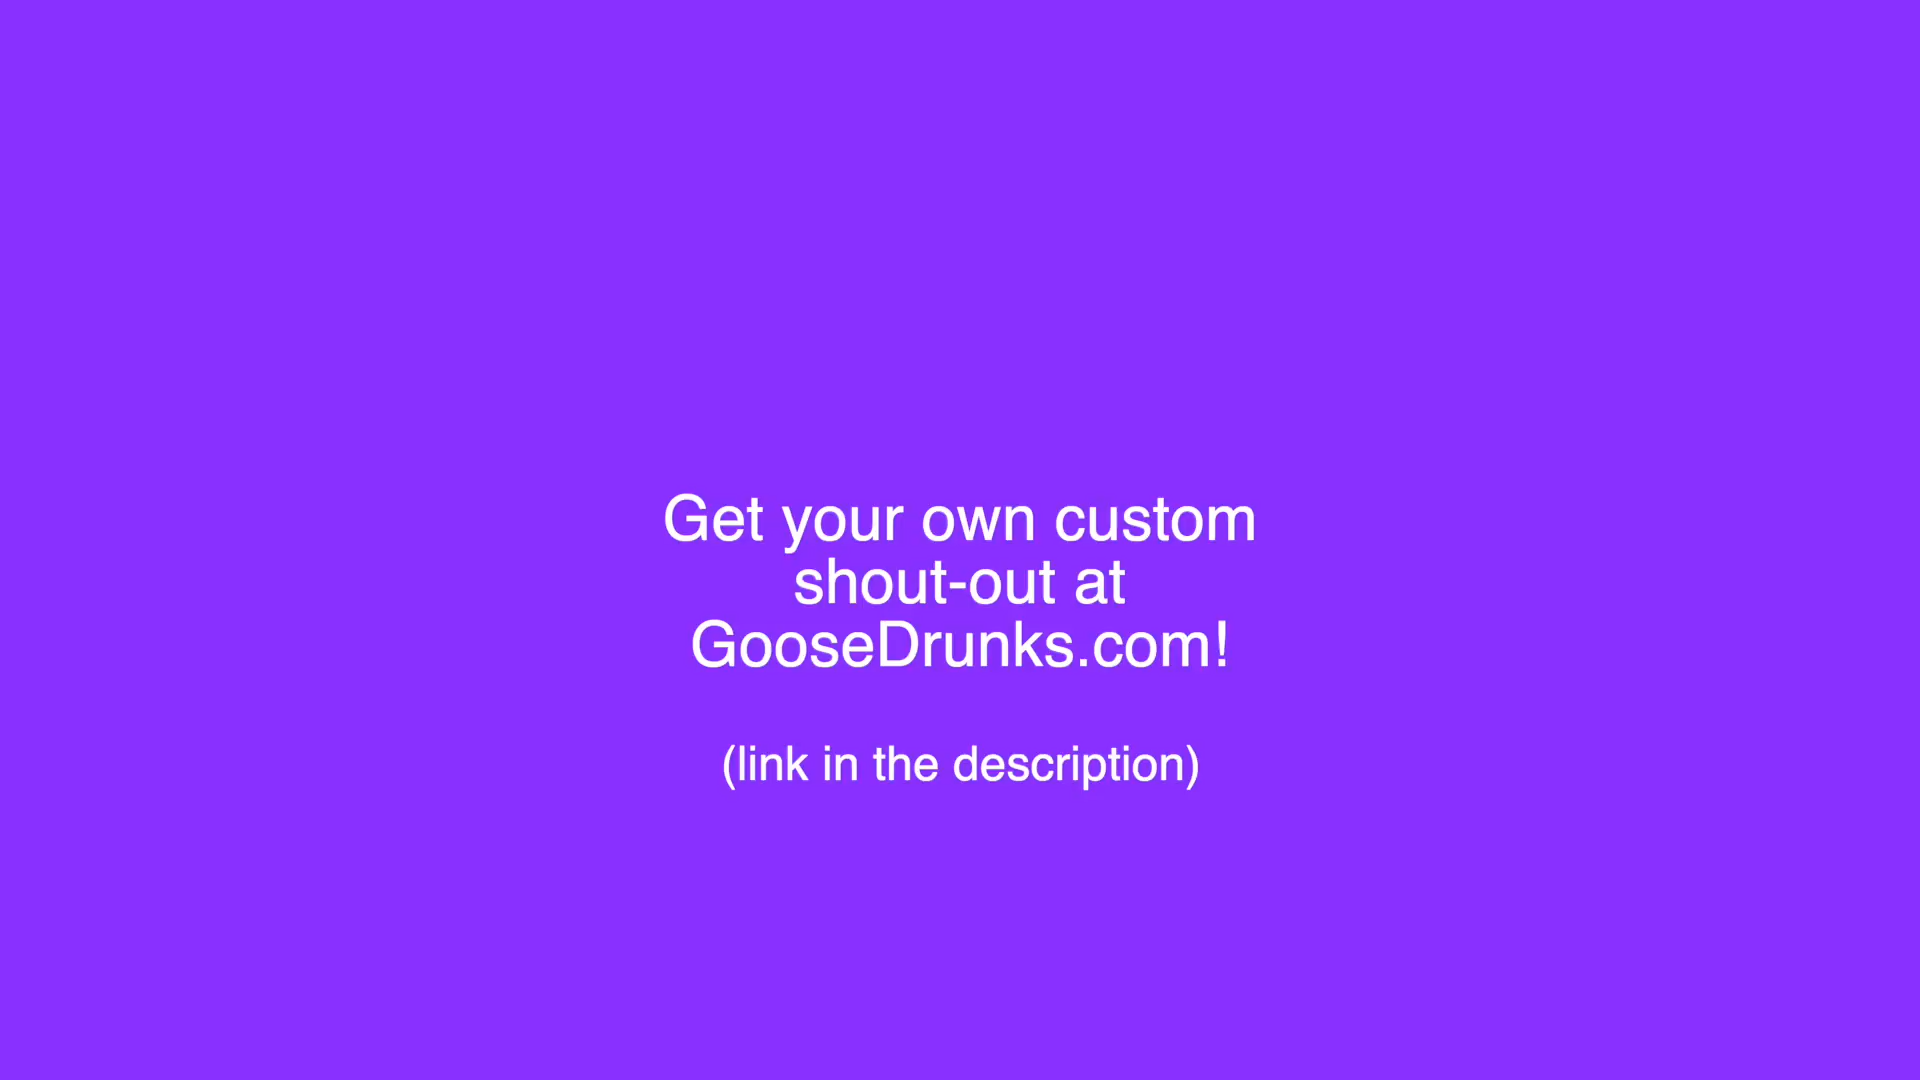 Get your own custom
shout-out at
GooseDrunks.com!
(link in the description)